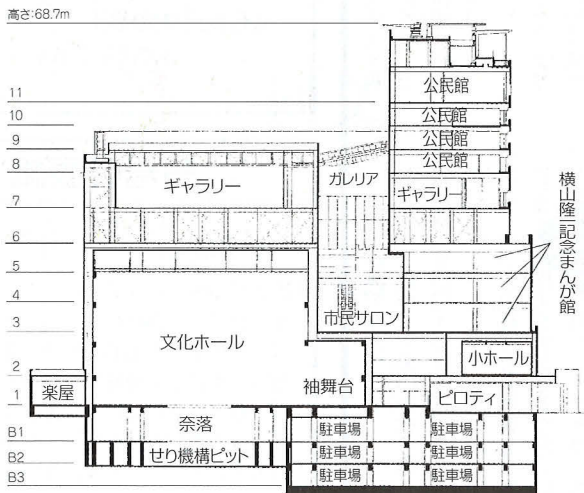 高さ:68.7m
11
10
9
8
7
6
5
4
3
2
1
B1
B2
B3
公民館
公民館
公民館
公民館
ガレリア
ギャラリー
ギャラリー
横山隆一記念まんが館
市民サロン
文化ホール
小ホール
袖舞台
楽屋
ピロティ
奈落
せり機構ピット
駐車場
駐車場
駐車場
駐車場
駐車場
駐車場